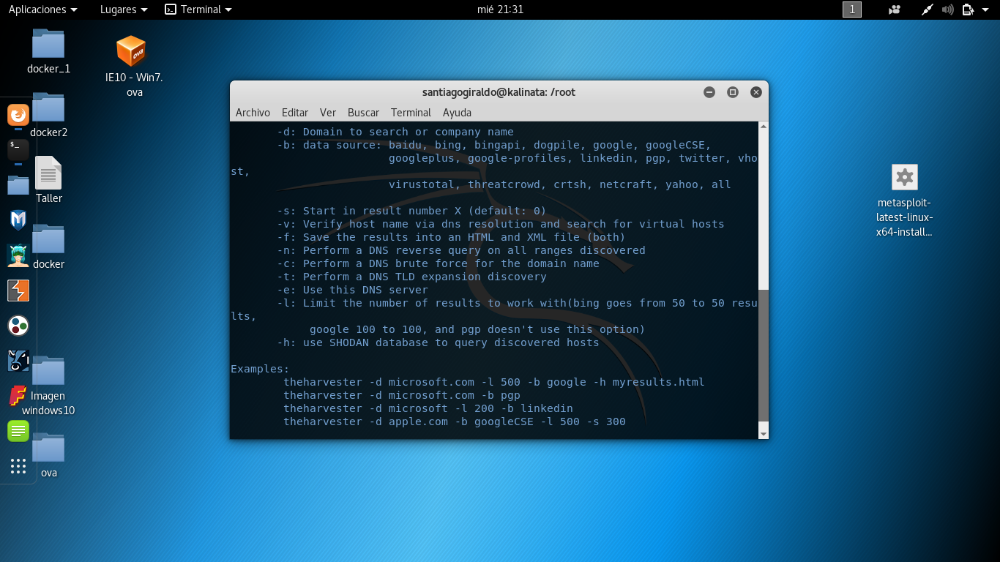 Aplicaciones Lugares Terminal mié 21:31 1
docker_1
IE10 - Win7.
ova
docker2
Taller
docker
Imagen
windows10
ova
metasploit-
latest-linux-
x64-install...
santiagogiraldo@kalinata: /root
Archivo Editar Ver Buscar Terminal Ayuda
-d: Domain to search or company name
-b: data source: baidu, bing, bingapi, dogpile, google, googleCSE,
googleplus, google-profiles, linkedin, pgp, twitter, vho
st,
virustotal, threatcrowd, crtsh, netcraft, yahoo, all
-s: Start in result number X (default: 0)
-v: Verify host name via dns resolution and search for virtual hosts
-f: Save the results into an HTML and XML file (both)
-n: Perform a DNS reverse query on all ranges discovered
-c: Perform a DNS brute force for the domain name
-t: Perform a DNS TLD expansion discovery
-e: Use this DNS server
-l: Limit the number of results to work with(bing goes from 50 to 50 resu
lts,
google 100 to 100, and pgp doesn't use this option)
-h: use SHODAN database to query discovered hosts
Examples:
theharvester -d microsoft.com -l 500 -b google -h myresults.html
theharvester -d microsoft.com -b pgp
theharvester -d microsoft -l 200 -b linkedin
theharvester -d apple.com -b googleCSE -l 500 -s 300